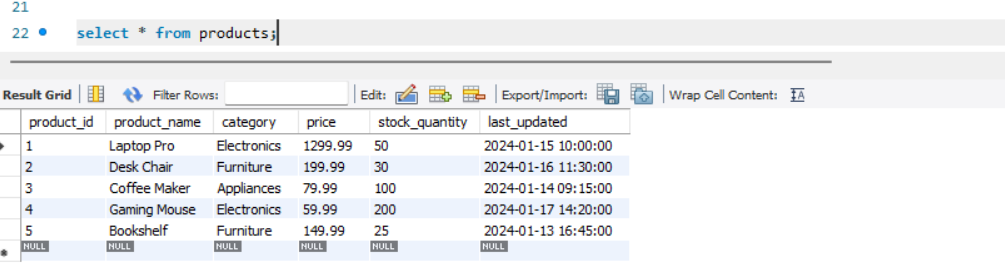 21
22 select * from products;
Result Grid Filter Rows: Edit: Export/Import: Wrap Cell Content: IA
product_id product_name category price stock_quantity last_updated
1 Laptop Pro Electronics 1299.99 50 2024-01-15 10:00:00
2 Desk Chair Furniture 199.99 30 2024-01-16 11:30:00
3 Coffee Maker Appliances 79.99 100 2024-01-14 09:15:00
4 Gaming Mouse Electronics 59.99 200 2024-01-17 14:20:00
5 Bookshelf Furniture 149.99 25 2024-01-13 16:45:00
NULL NULL NULL NULL NULL NULL